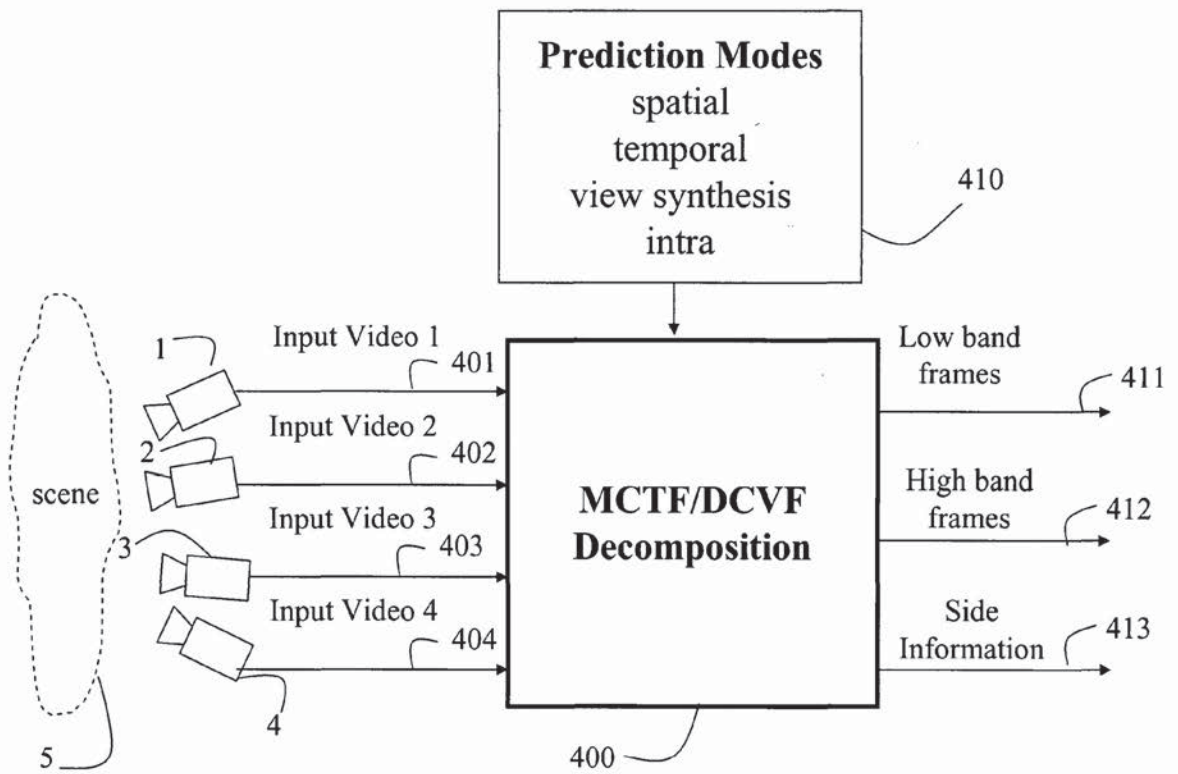 Prediction Modes
spatial
temporal
view synthesis
intra
410
scene
5
1
Input Video 1
401
2
Input Video 2
402
3
Input Video 3
403
4
Input Video 4
404
MCTF/DCVF
Decomposition
400
Low band
frames
411
High band
frames
412
Side
Information
413